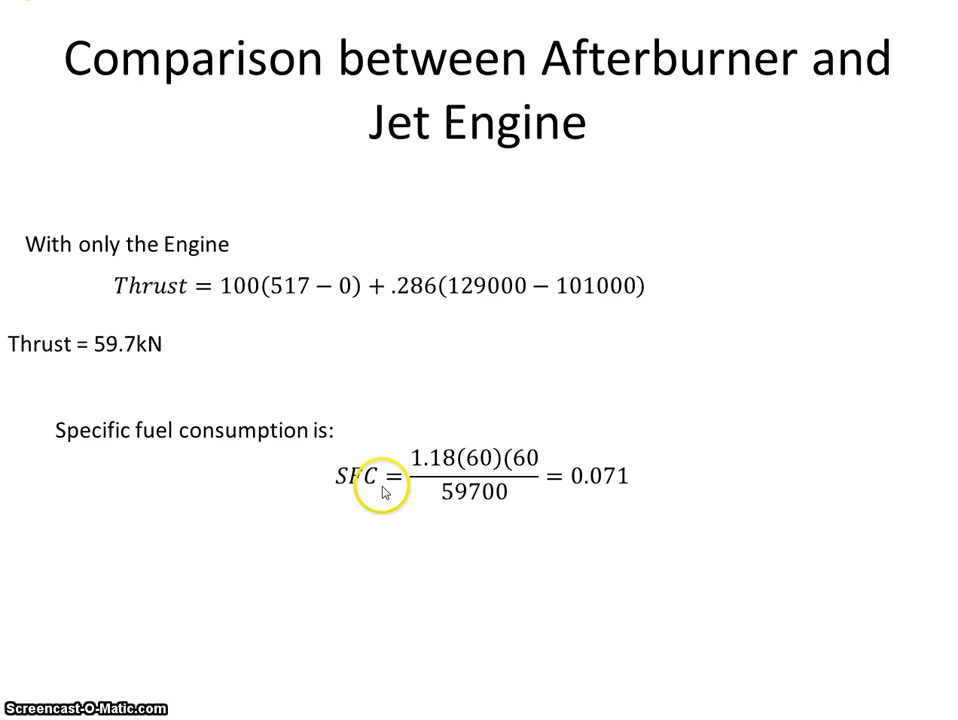 Comparison between Afterburner and
Jet Engine
With only the Engine
Thrust = 100(517 − 0) + .286(129000 − 101000)
Thrust = 59.7kN
Specific fuel consumption is:
SFC = 1.18(60)(60 / 59700 = 0.071
Screencast-O-Matic.com